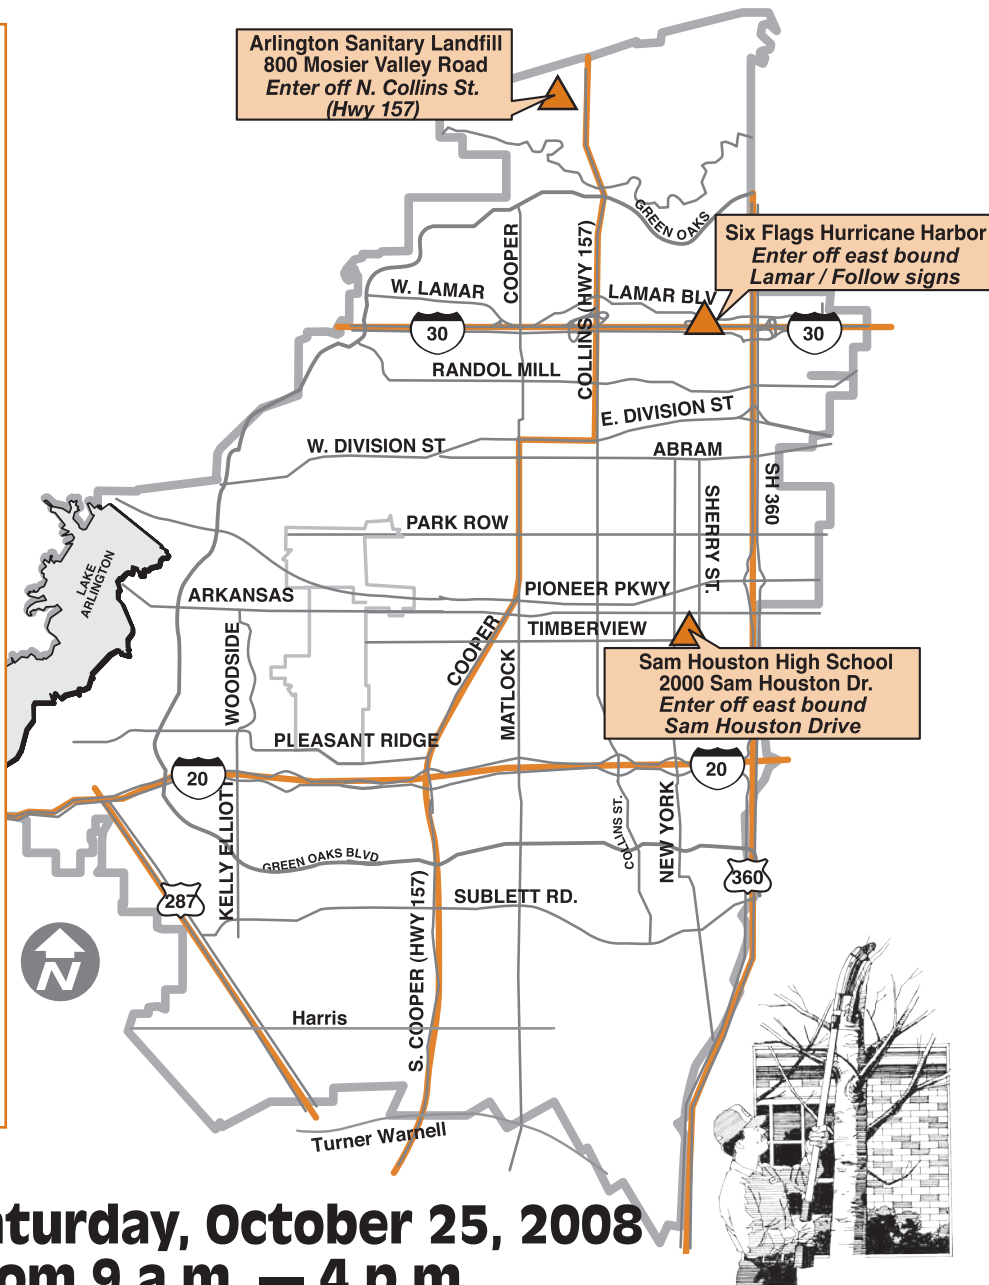 Arlington Sanitary Landfill
800 Mosier Valley Road
Enter off N. Collins St.
(Hwy 157)
GREEN OAKS
Six Flags Hurricane Harbor
Enter off east bound
Lamar / Follow signs
COOPER
COLLINS (HWY 157)
W. LAMAR
LAMAR BLV
30
30
RANDOL MILL
E. DIVISION ST
W. DIVISION ST
ABRAM
SH 360
SHERRY ST.
PARK ROW
LAKE
ARLINGTON
ARKANSAS
PIONEER PKWY
TIMBERVIEW
WOODSIDE
COOPER
MATLOCK
Sam Houston High School
2000 Sam Houston Dr.
Enter off east bound
Sam Houston Drive
PLEASANT RIDGE
20
20
KELLY ELLIOTT
COLLINS ST.
NEW YORK
GREEN OAKS BLVD
360
287
SUBLETT RD.
S. COOPER (HWY 157)
N
Harris
Turner Warnell
aturday, October 25, 2008
om 9 a.m. — 4 p.m.